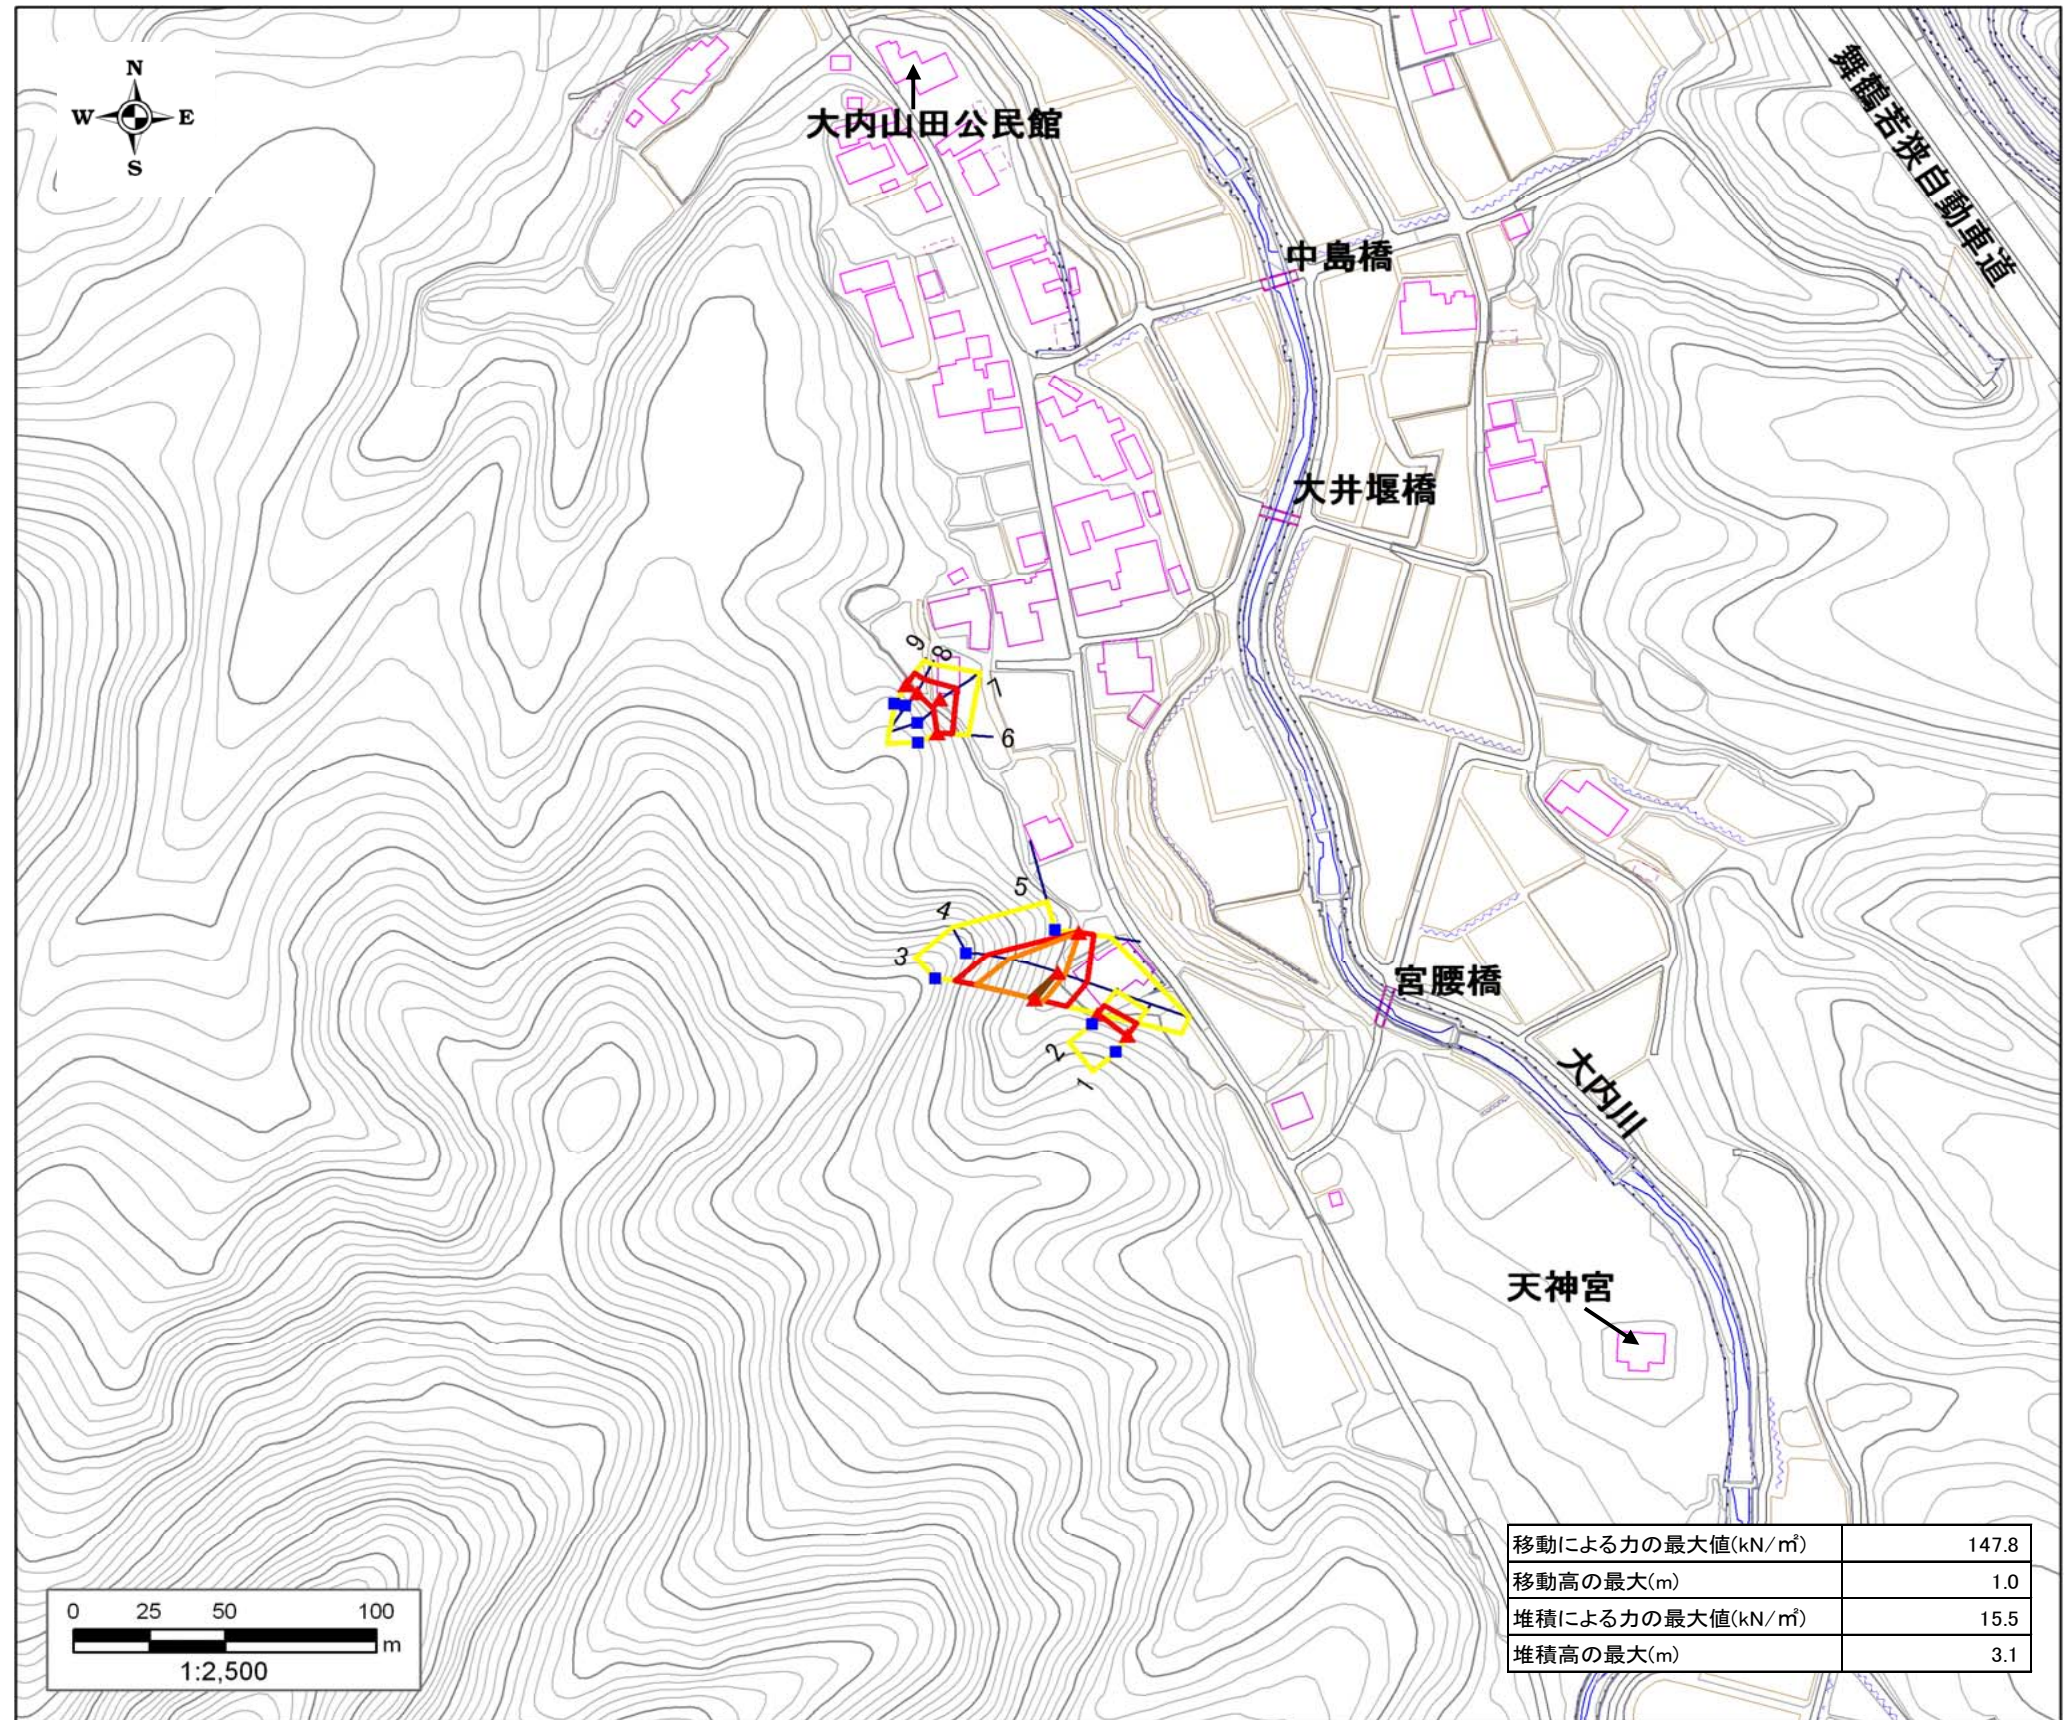 N
W E
S
大内山田公民館
舞鶴若狭自動車道
中島橋
大井堰橋
9
8
7
6
5
4
3
2
1
宮腰橋
大内川
天神宮
移動による力の最大値(kN/㎡) 147.8
移動高の最大(m) 1.0
堆積による力の最大値(kN/㎡) 15.5
堆積高の最大(m) 3.1
0 25 50 100
m
1:2,500